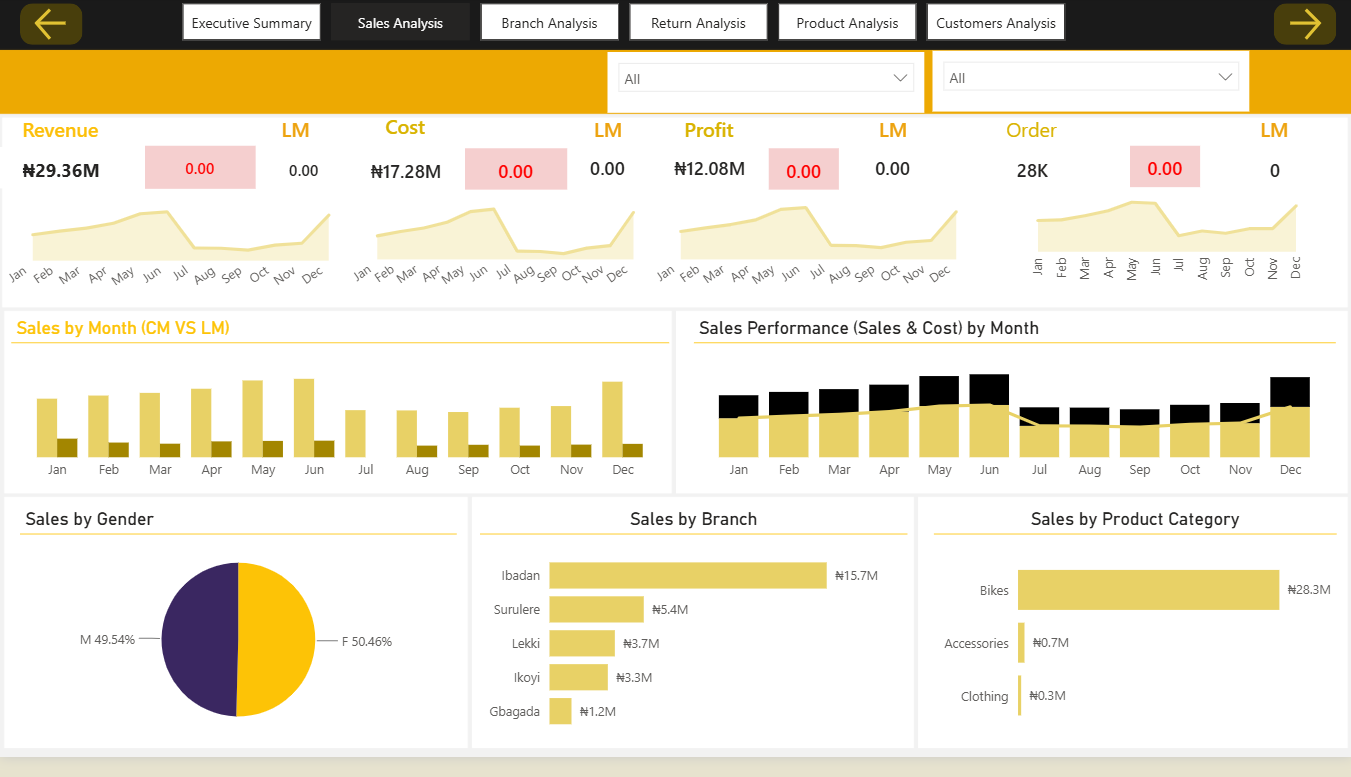 Executive Summary
Sales Analysis
Branch Analysis
Return Analysis
Product Analysis
Customers Analysis
All
All
Revenue LM
₦29.36M 0.00 0.00
Jan Feb Mar Apr May Jun Jul Aug Sep Oct Nov Dec
Cost LM
₦17.28M 0.00 0.00
Jan Feb Mar Apr May Jun Jul Aug Sep Oct Nov Dec
Profit LM
₦12.08M 0.00 0.00
Jan Feb Mar Apr May Jun Jul Aug Sep Oct Nov Dec
Order LM
28K 0.00 0
Jan Feb Mar Apr May Jun Jul Aug Sep Oct Nov Dec
Sales by Month (CM VS LM)
Jan Feb Mar Apr May Jun Jul Aug Sep Oct Nov Dec
Sales Performance (Sales & Cost) by Month
Jan Feb Mar Apr May Jun Jul Aug Sep Oct Nov Dec
Sales by Gender
M 49.54%
F 50.46%
Sales by Branch
Ibadan ₦15.7M
Surulere ₦5.4M
Lekki ₦3.7M
Ikoyi ₦3.3M
Gbagada ₦1.2M
Sales by Product Category
Bikes ₦28.3M
Accessories ₦0.7M
Clothing ₦0.3M